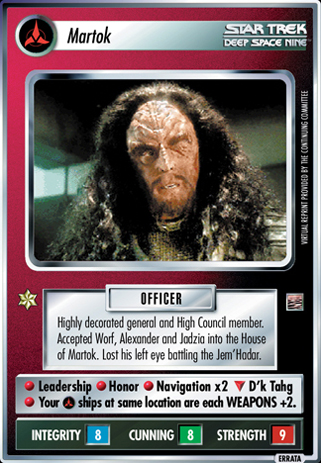 Martok
STAR TREK
DEEP SPACE NINE
VIRTUAL REPRINT PROVIDED BY THE CONTINUING COMMITTEE
OFFICER
Highly decorated general and High Council member.
Accepted Worf, Alexander and Jadzia into the House
of Martok. Lost his left eye battling the Jem'Hadar.
Leadership Honor Navigation x2 D'k Tahg
Your ships at same location are each WEAPONS +2.
INTEGRITY 8 CUNNING 8 STRENGTH 9
ERRATA